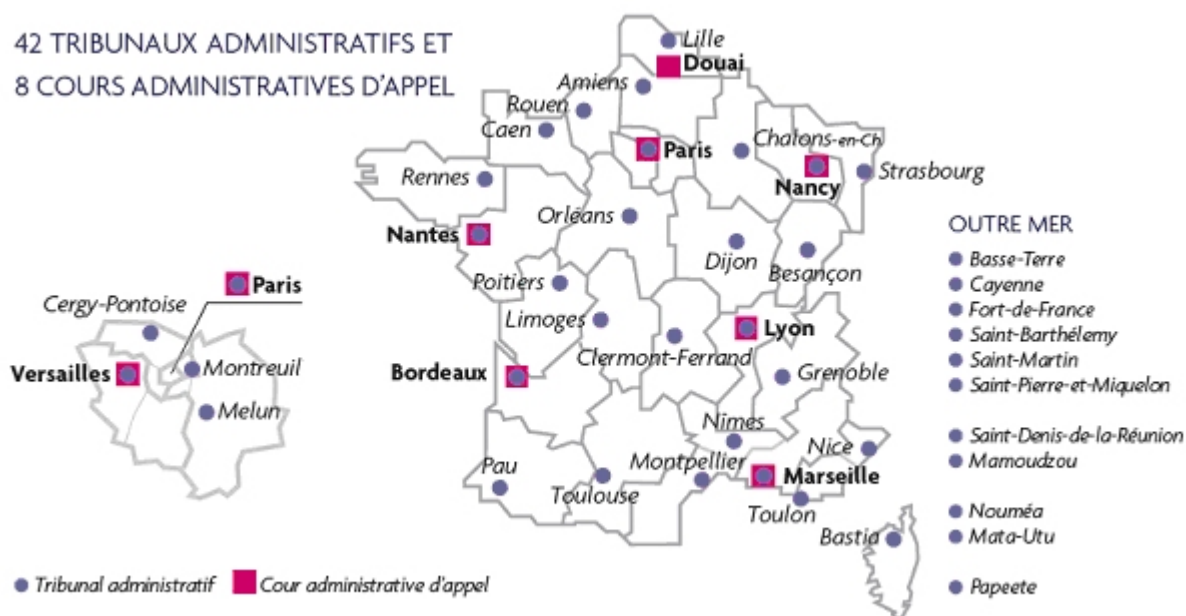 42 TRIBUNAUX ADMINISTRATIFS ET
8 COURS ADMINISTRATIVES D'APPEL
Lille
Douai
Amiens
Rouen
Caen
Chalons-en-Ch
Paris
Nancy
Strasbourg
Rennes
Orléans
Nantes
Dijon
Besançon
Poitiers
Limoges
Lyon
Clermont-Ferrand
Bordeaux
Grenoble
Nîmes
Nice
Pau
Toulouse
Montpellier
Marseille
Toulon
Bastia
Paris
Cergy-Pontoise
Versailles
Montreuil
Melun
OUTRE MER
Basse-Terre
Cayenne
Fort-de-France
Saint-Barthélemy
Saint-Martin
Saint-Pierre-et-Miquelon
Saint-Denis-de-la-Réunion
Mamoudzou
Nouméa
Mata-Utu
Papeete
Tribunal administratif
Cour administrative d'appel